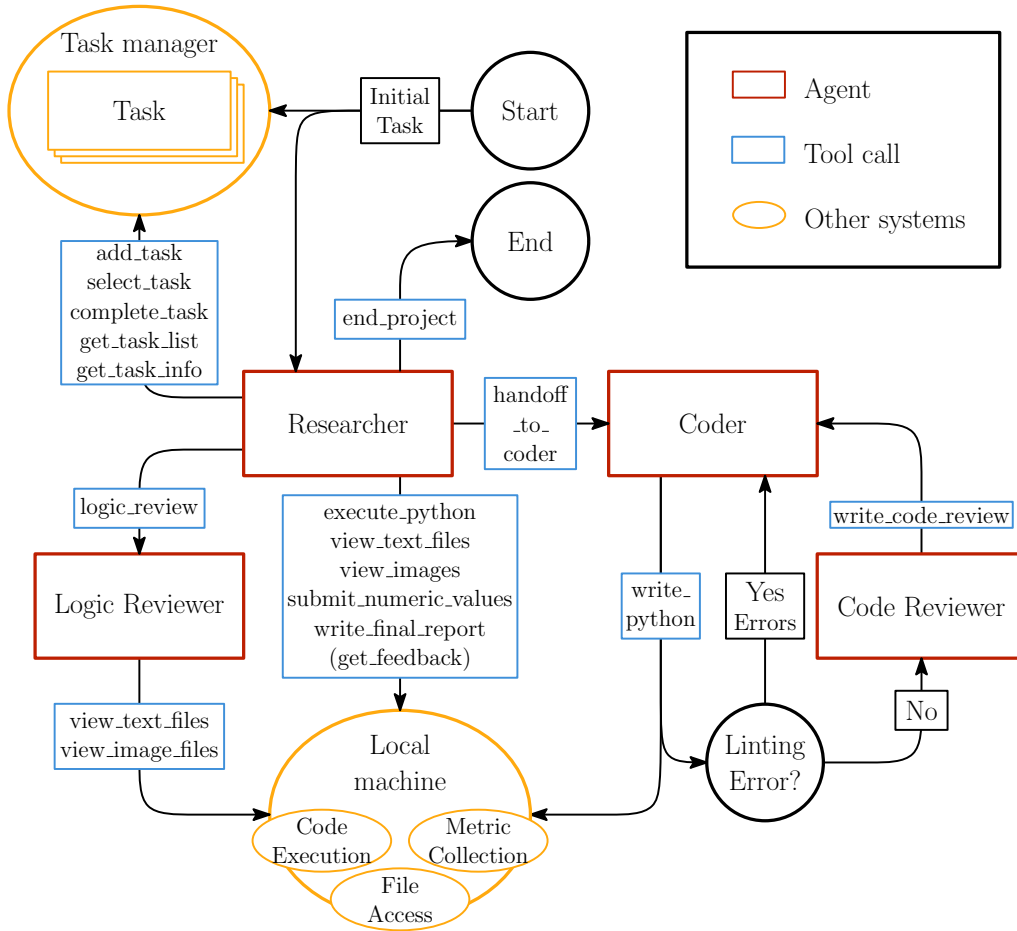 Task manager
Task
Initial
Task
Start
End
Agent
Tool call
Other systems
add_task
select_task
complete_task
get_task_list
get_task_info
end_project
Researcher
handoff
_to_
coder
Coder
logic_review
execute_python
view_text_files
view_images
submit_numeric_values
write_final_report
(get_feedback)
write_code_review
write_
python
Yes
Errors
Logic Reviewer
Code Reviewer
view_text_files
view_image_files
No
Local
machine
Linting
Error?
Code
Execution
Metric
Collection
File
Access